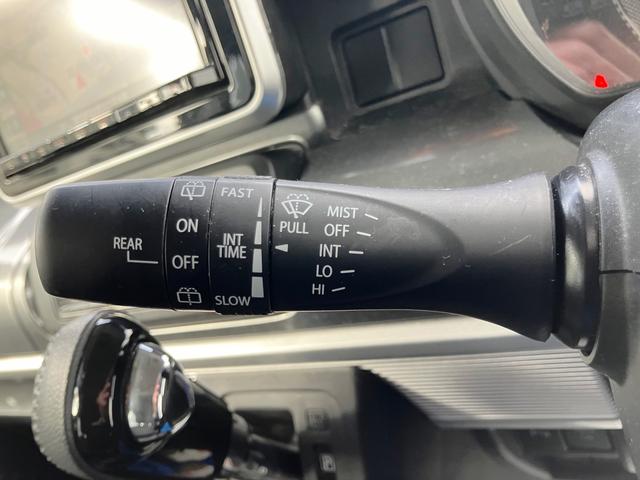 REAR
ON
OFF
FAST
INT
TIME
SLOW
PULL
MIST
OFF
INT
LO
HI